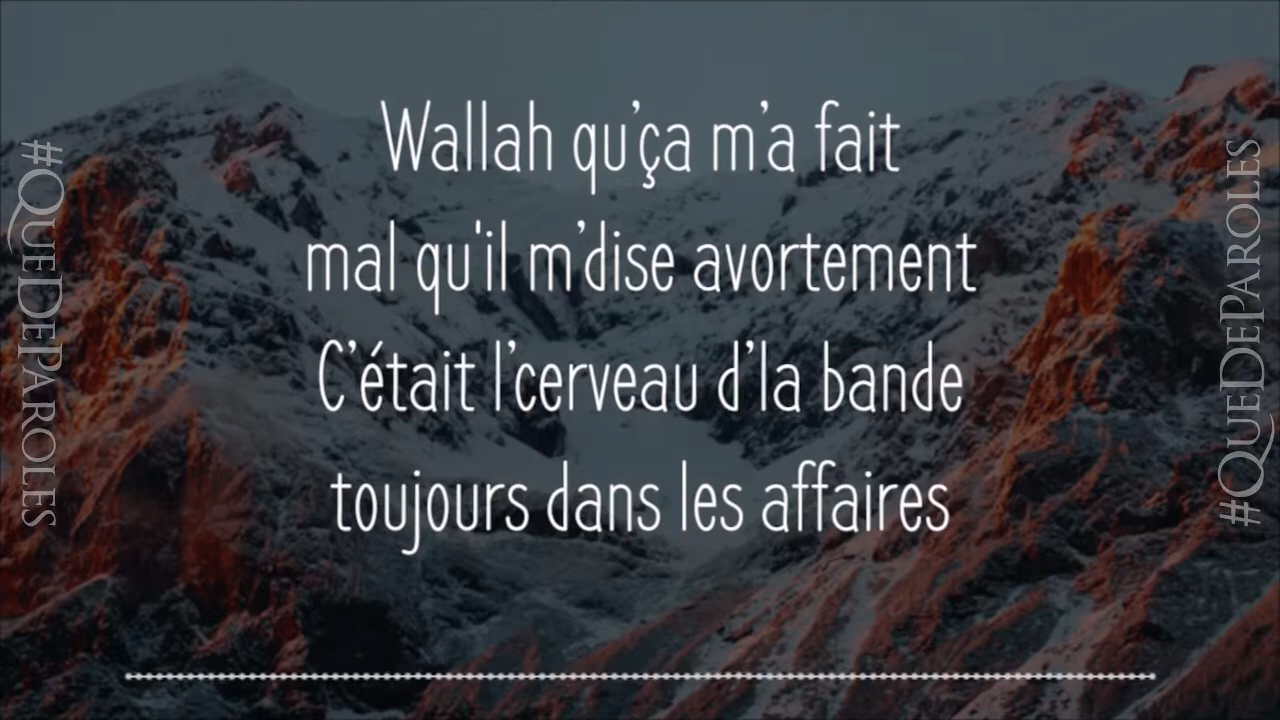 #QUEDEPAROLES
Wallah qu’ça m’a fait
mal qu'il m’dise avortement
C’était l’cerveau d’la bande
toujours dans les affaires
#QUEDEPAROLES